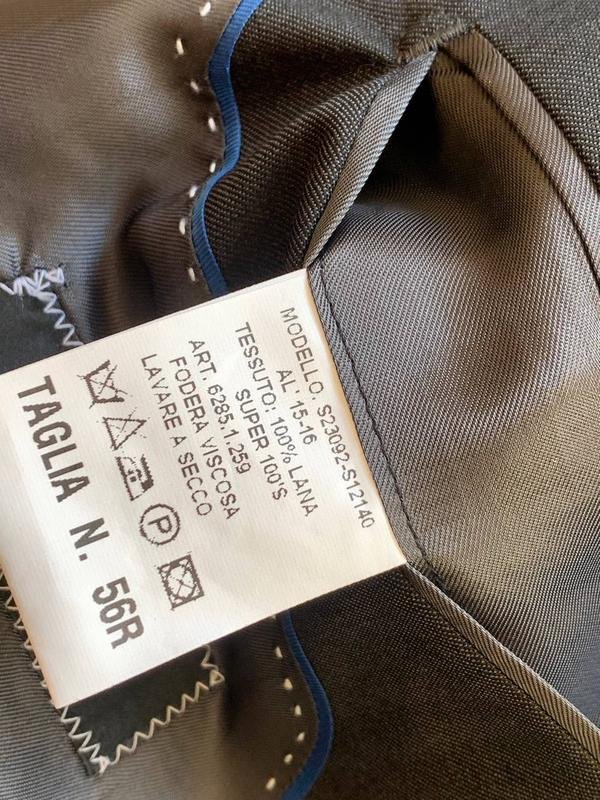 MODELLO. S23092-S12140
AI. 15-16
TESSUTO: 100% LANA
SUPER 100'S
ART. 6285.1.259
FODERA VISCOSA
LAVARE A SECCO
P
TAGLIA N. 56R